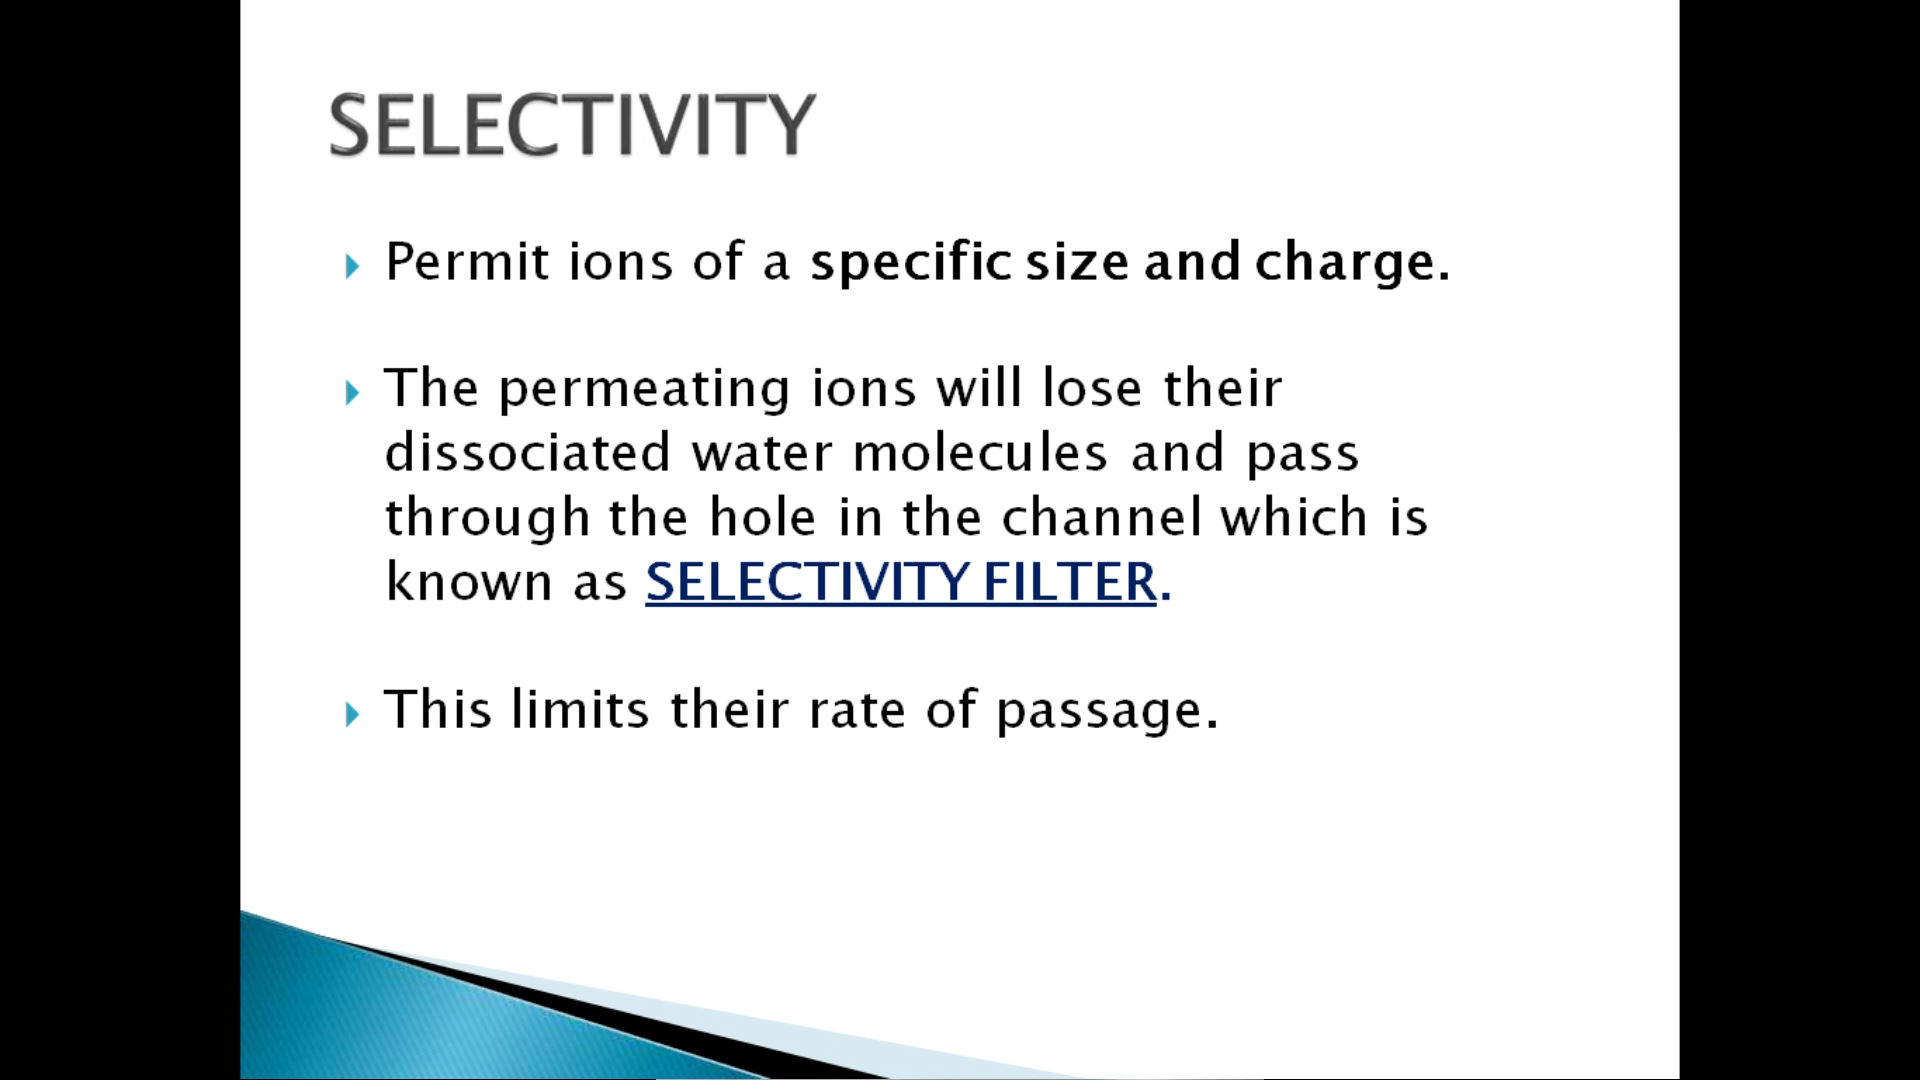 SELECTIVITY
Permit ions of a specific size and charge.
The permeating ions will lose their
dissociated water molecules and pass
through the hole in the channel which is
known as SELECTIVITY FILTER.
This limits their rate of passage.